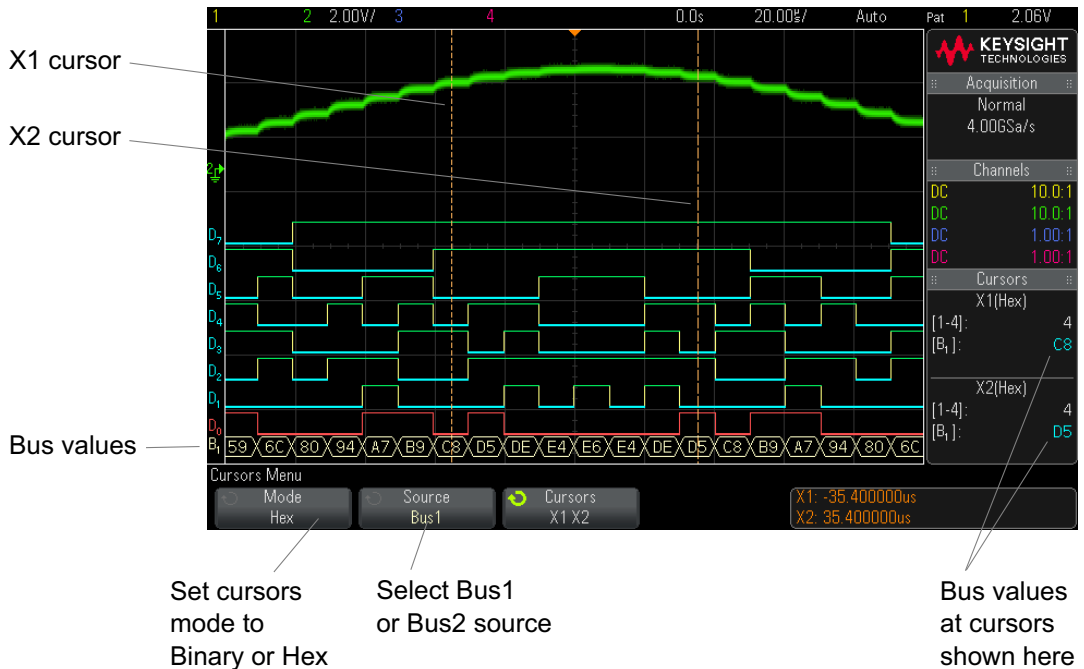 1 2 2.00V/ 3 4 0.0s 20.00㎲/ Auto Pat 1 2.06V
X1 cursor
X2 cursor
KEYSIGHT
TECHNOLOGIES
Acquisition
Normal
4.00GSa/s
Channels
DC 10.0:1
DC 10.0:1
DC 1.00:1
DC 1.00:1
Cursors
X1(Hex)
[1-4]: 4
[B₁]: C8
X2(Hex)
[1-4]: 4
[B₁]: D5
2
D₇
D₆
D₅
D₄
D₃
D₂
D₁
D₀
Bus values
B₁ 59 6C 80 94 A7 B9 C8 D5 DE E4 E6 E4 DE D5 C8 B9 A7 94 80 6C
Cursors Menu
Mode
Hex
Source
Bus1
Cursors
X1 X2
X1: -35.400000us
X2: 35.400000us
Set cursors
mode to
Binary or Hex
Select Bus1
or Bus2 source
Bus values
at cursors
shown here